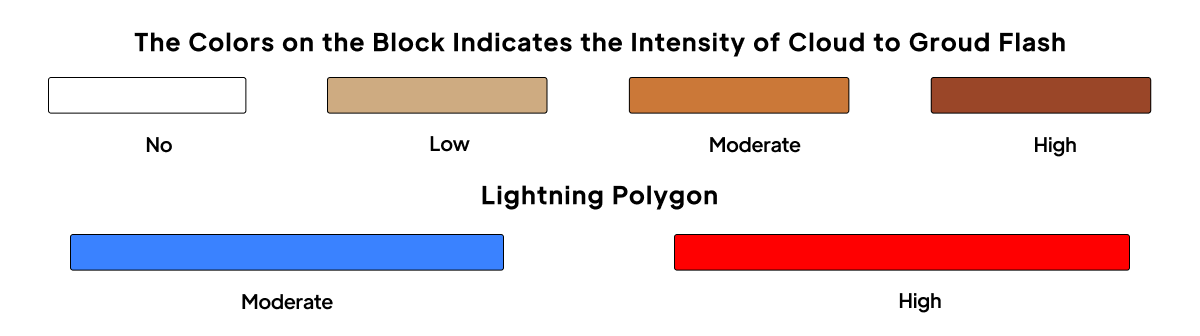 The Colors on the Block Indicates the Intensity of Cloud to Groud Flash
No Low Moderate High
Lightning Polygon
Moderate High